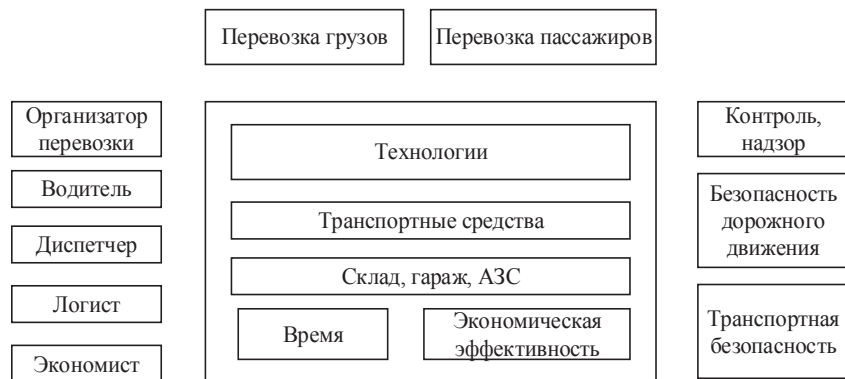 Перевозка грузов
Перевозка пассажиров
Организатор
перевозки
Водитель
Диспетчер
Логист
Экономист
Технологии
Транспортные средства
Склад, гараж, АЗС
Время
Экономическая
эффективность
Контроль,
надзор
Безопасность
дорожного
движения
Транспортная
безопасность